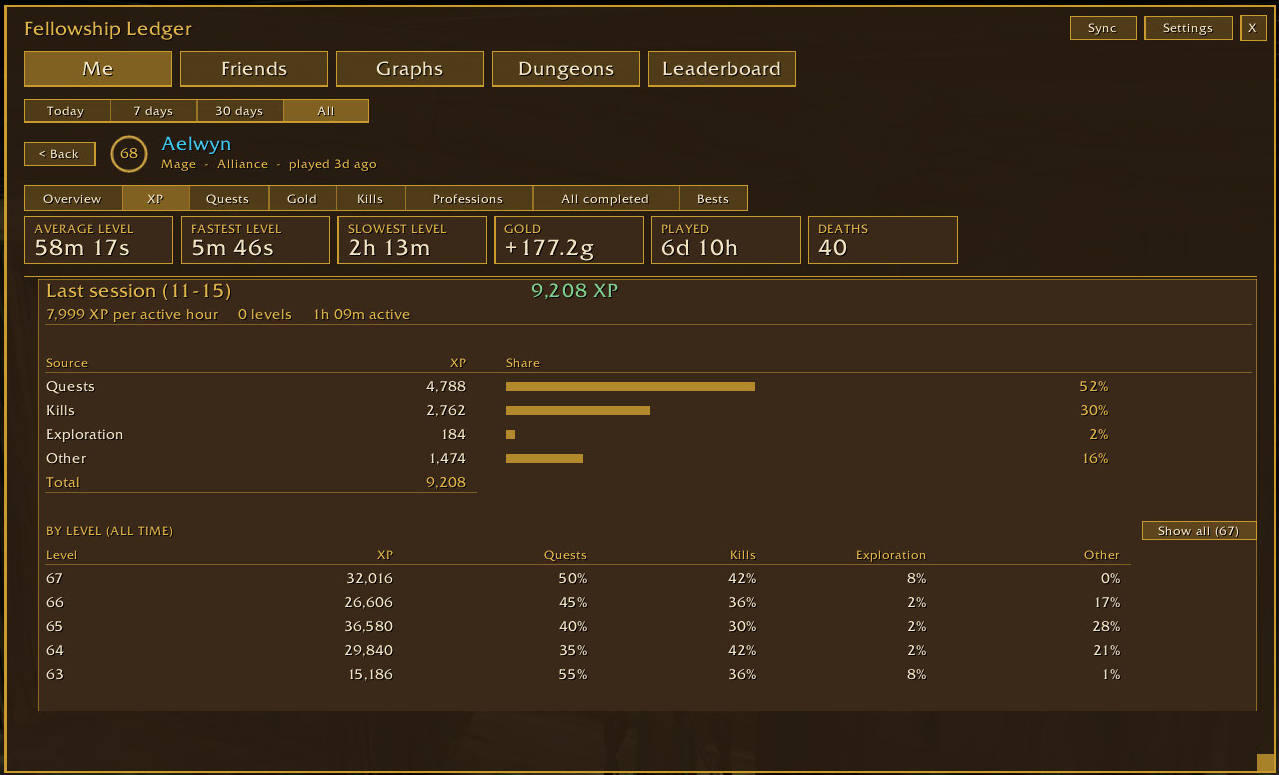 Fellowship Ledger
Sync Settings X
Me Friends Graphs Dungeons Leaderboard
Today 7 days 30 days All
< Back 68 Aelwyn
Mage - Alliance - played 3d ago
Overview XP Quests Gold Kills Professions All completed Bests
AVERAGE LEVEL FASTEST LEVEL SLOWEST LEVEL GOLD PLAYED DEATHS
58m 17s 5m 46s 2h 13m +177.2g 6d 10h 40
Last session (11-15) 9,208 XP
7,999 XP per active hour 0 levels 1h 09m active
Source XP Share
Quests 4,788 52%
Kills 2,762 30%
Exploration 184 2%
Other 1,474 16%
Total 9,208
BY LEVEL (ALL TIME) Show all (67)
Level XP Quests Kills Exploration Other
67 32,016 50% 42% 8% 0%
66 26,606 45% 36% 2% 17%
65 36,580 40% 30% 2% 28%
64 29,840 35% 42% 2% 21%
63 15,186 55% 36% 8% 1%